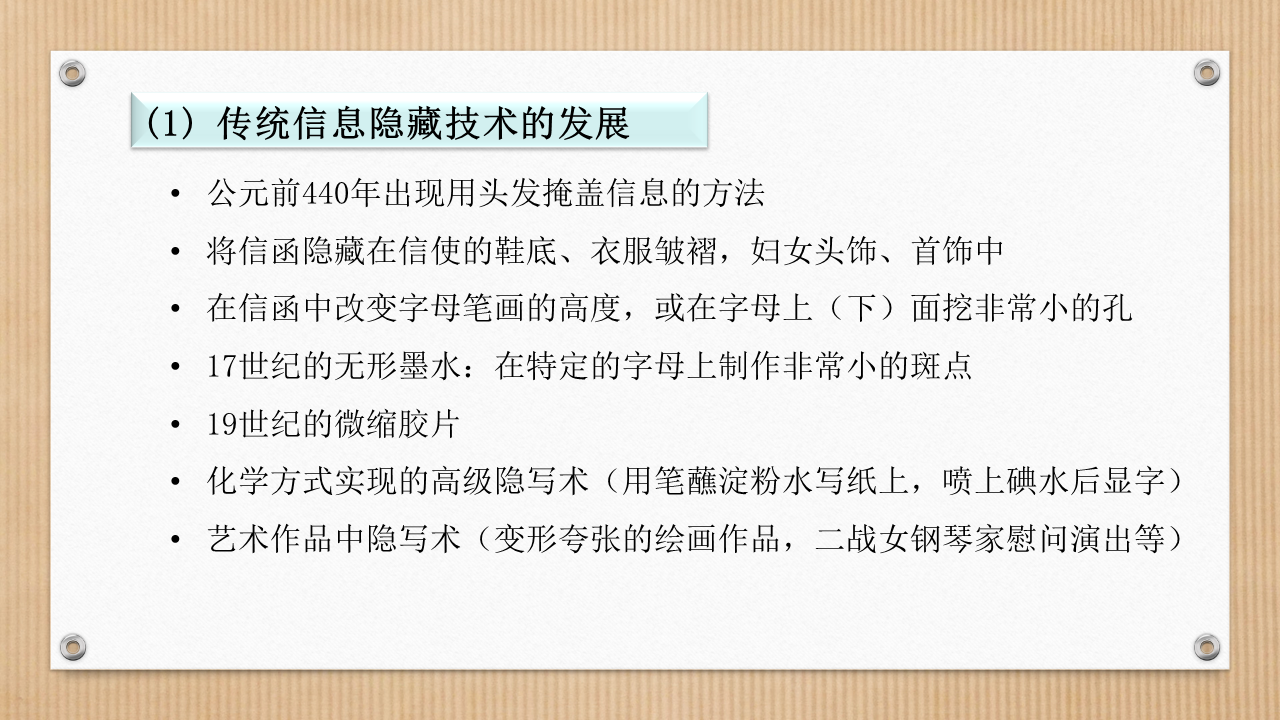 （1）传统信息隐藏技术的发展
• 公元前440年出现用头发掩盖信息的方法
• 将信函隐藏在信使的鞋底、衣服皱褶，妇女头饰、首饰中
• 在信函中改变字母笔画的高度，或在字母上（下）面挖非常小的孔
• 17世纪的无形墨水：在特定的字母上制作非常小的斑点
• 19世纪的微缩胶片
• 化学方式实现的高级隐写术（用笔蘸淀粉水写纸上，喷上碘水后显字）
• 艺术作品中隐写术（变形夸张的绘画作品，二战女钢琴家慰问演出等）